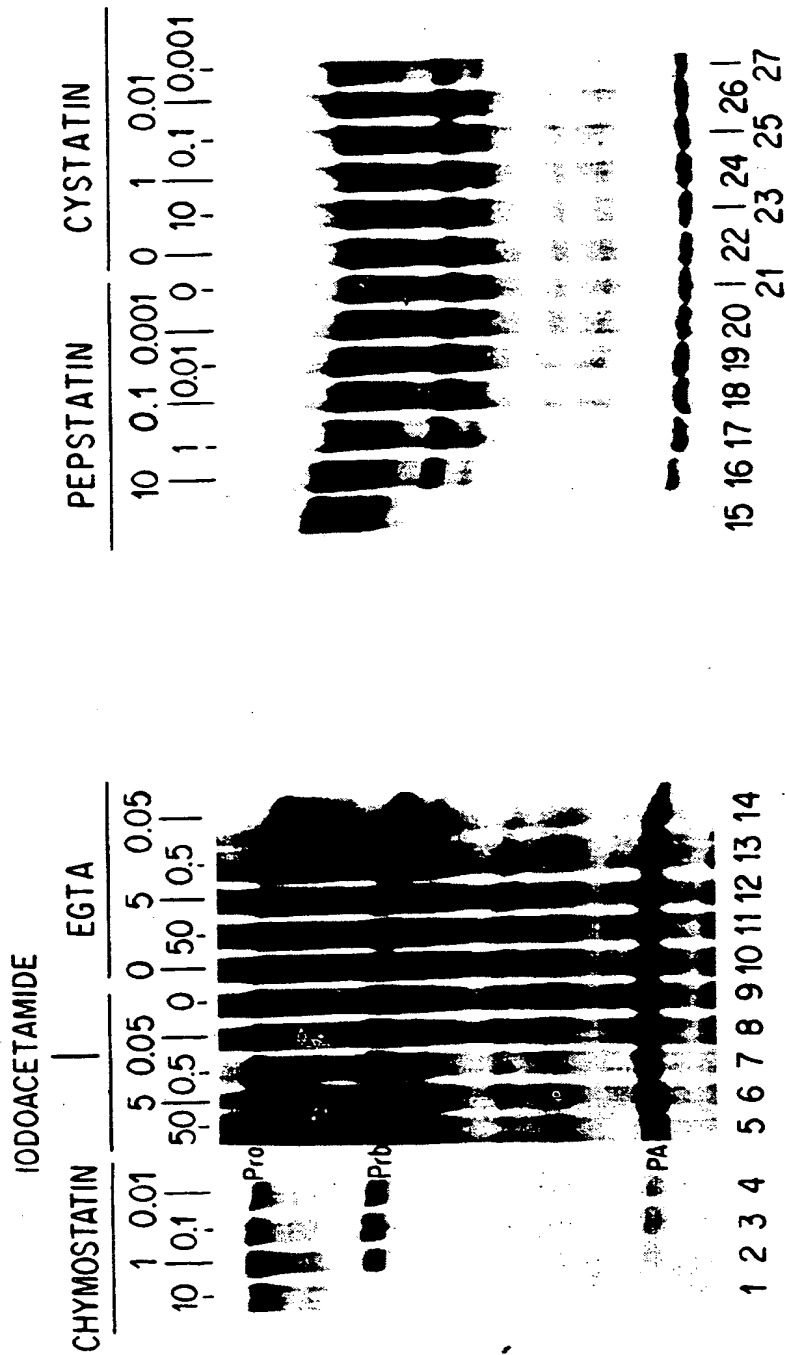 IODOACETAMIDE
CHYMOSTATIN EGTA
1 0.01 5 0.05 0 5 0.05
10 0.1 50 0.5 0 50 0.5
Pro
Prb
PA
1 2 3 4 5 6 7 8 9 10 11 12 13 14
PEPSTATIN CYSTATIN
10 0.1 0.001 0 1 0.01
1 0.01 0 10 0.1 0.001
15 16 17 18 19 20 22 24 26
21 23 25 27